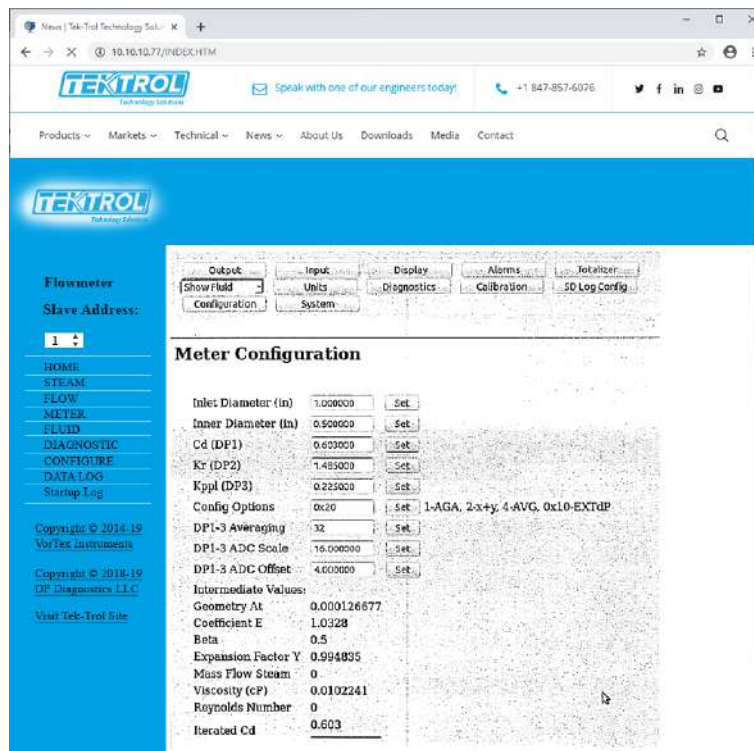 News | Tek-Trol Technology Solu
10.10.10.77/INDEX.HTM
TEKTROL
Technology Solutions
Speak with one of our engineers today!
+1 847-857-6076
Products
Markets
Technical
News
About Us
Downloads
Media
Contact
TEKTROL
Technology Solutions
Flowmeter
Slave Address:
1
HOME
STEAM
FLOW
METER
FLUID
DIAGNOSTIC
CONFIGURE
DATA LOG
Startup Log
Copyright © 2014-19
VorTex Instruments
Copyright © 2018-19
DP Diagnostics LLC
Visit Tek-Trol Site
Output Input Display Alarms Totalizer
Show Fluid Units Diagnostics Calibration SD Log Config
Configuration System
Meter Configuration
Inlet Diameter (in) 1.000000 Set
Inner Diameter (in) 0.500000 Set
Cd (DP1) 0.603000 Set
Kr (DP2) 1.485000 Set
Kppl (DP3) 0.225000 Set
Config Options 0x20 Set 1-AGA, 2-x+y, 4-AVG, 0x10-EXTdP
DP1-3 Averaging 32 Set
DP1-3 ADC Scale 16.000000 Set
DP1-3 ADC Offset 4.000000 Set
Intermediate Values:
Geometry At 0.000126677
Coefficient E 1.0328
Beta 0.5
Expansion Factor Y 0.994835
Mass Flow Steam 0
Viscosity (cP) 0.0102241
Reynolds Number 0
Iterated Cd 0.603